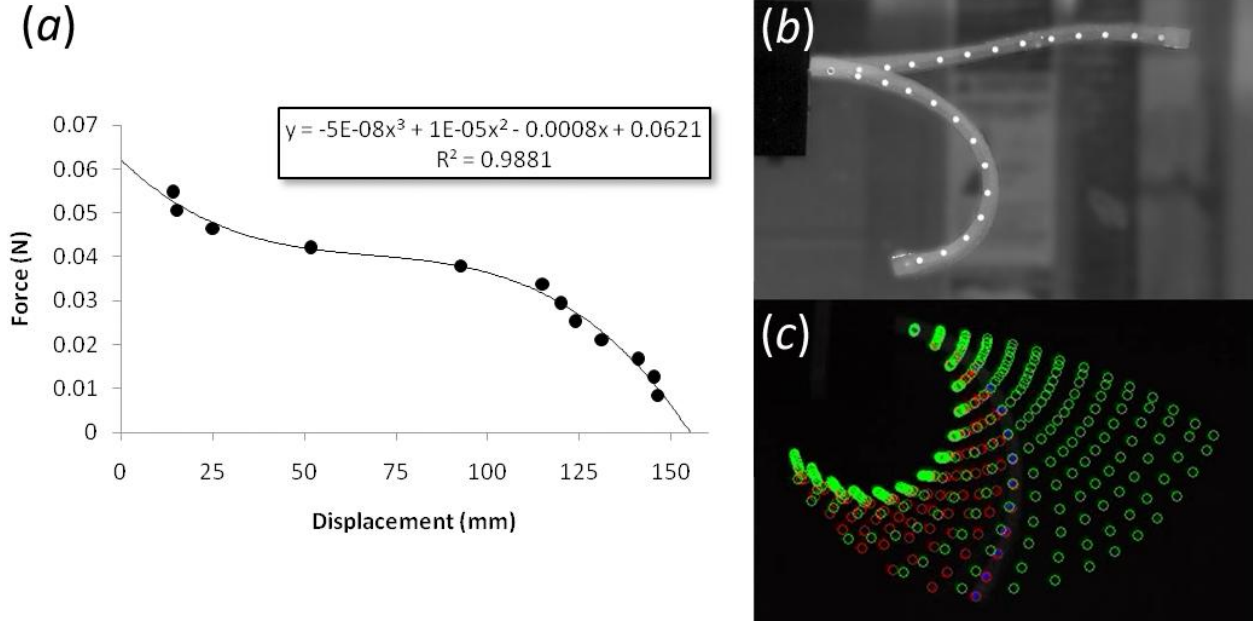 (a)
y = -5E-08x³ + 1E-05x² - 0.0008x + 0.0621
R² = 0.9881
0.07
0.06
0.05
0.04
0.03
0.02
0.01
0
Force (N)
0 25 50 75 100 125 150
Displacement (mm)
(b)
(c)